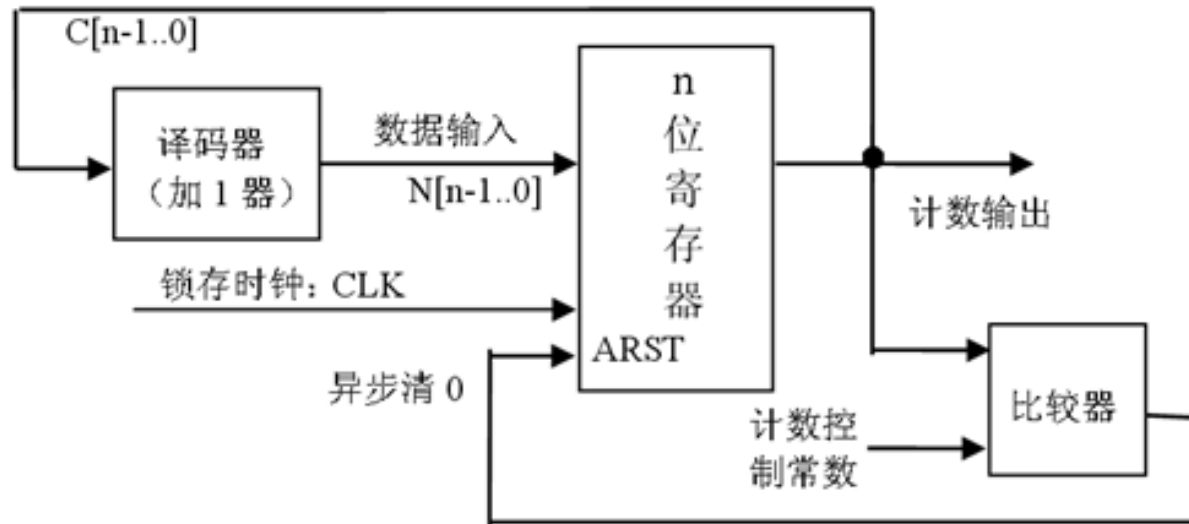 C[n-1..0]
译码器
（加 1 器）
数据输入
N[n-1..0]
n
位
寄
存
器
计数输出
锁存时钟：CLK
ARST
异步清 0
计数控
制常数
比较器